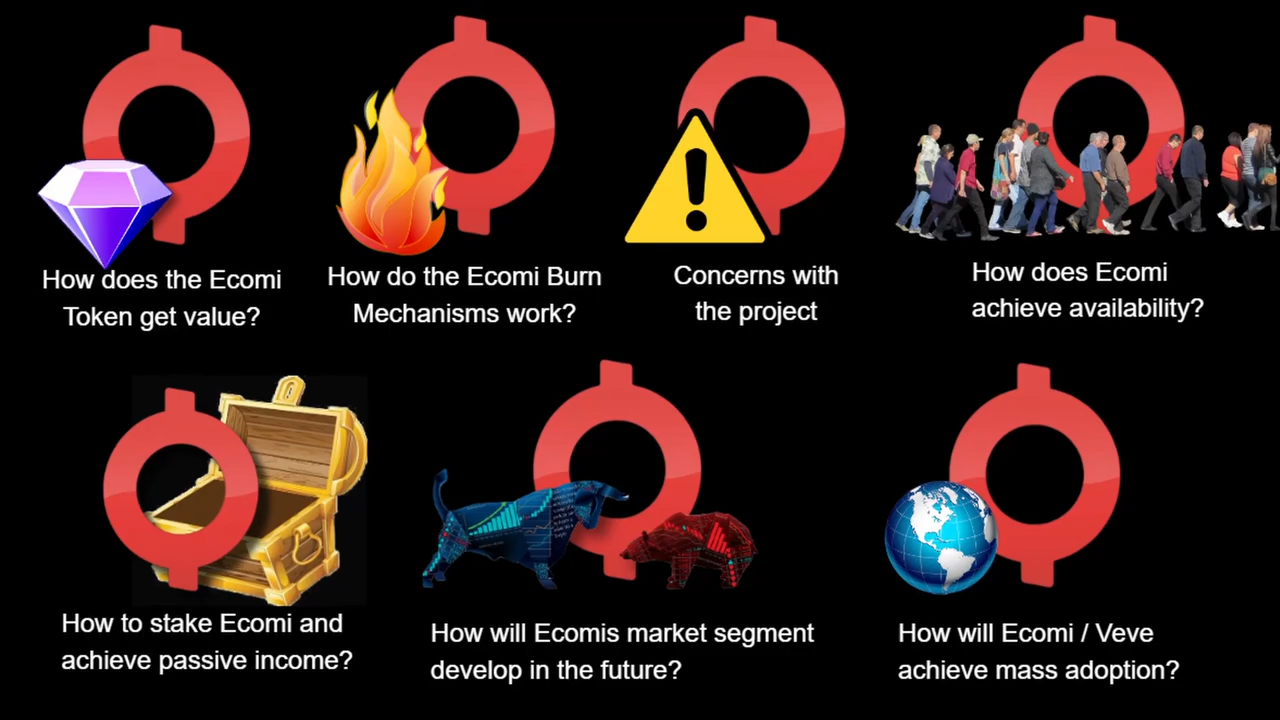 How does the Ecomi
Token get value?
How do the Ecomi Burn
Mechanisms work?
Concerns with
the project
How does Ecomi
achieve availability?
How to stake Ecomi and
achieve passive income?
How will Ecomis market segment
develop in the future?
How will Ecomi / Veve
achieve mass adoption?